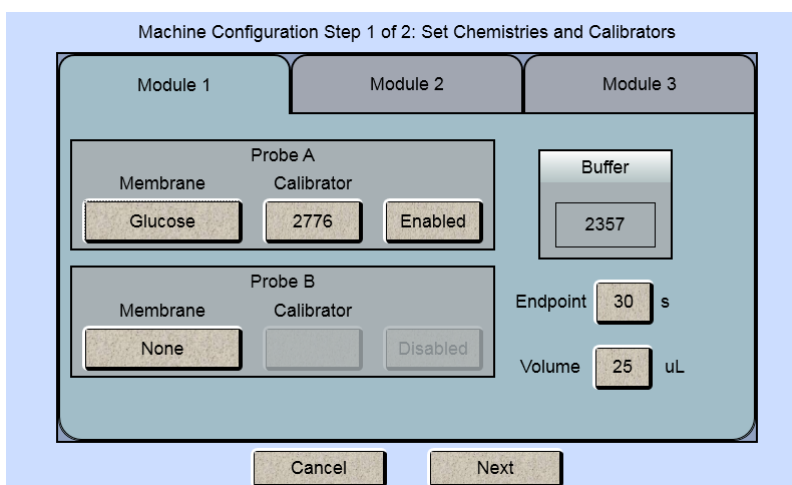 Machine Configuration Step 1 of 2: Set Chemistries and Calibrators
Module 1 Module 2 Module 3
Probe A
Membrane Calibrator
Glucose 2776 Enabled
Probe B
Membrane Calibrator
None Disabled
Buffer
2357
Endpoint 30 s
Volume 25 uL
Cancel Next